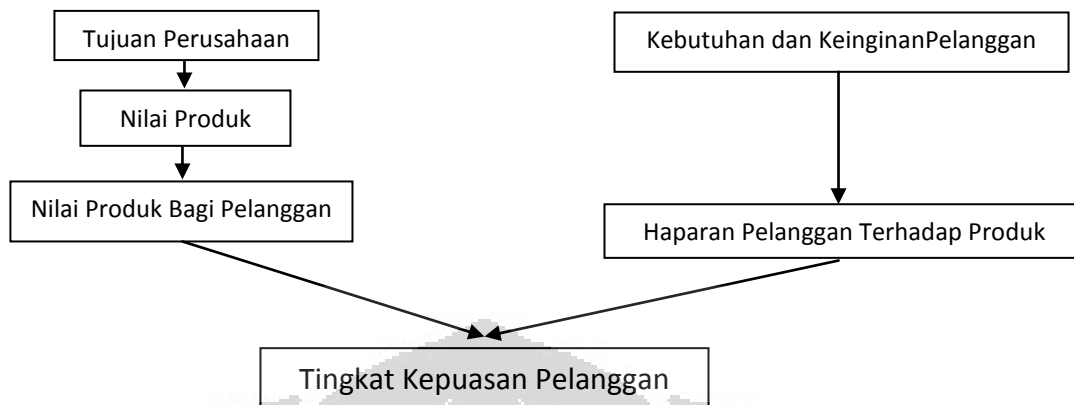 Tujuan Perusahaan
Kebutuhan dan KeinginanPelanggan
Nilai Produk
Nilai Produk Bagi Pelanggan
Haparan Pelanggan Terhadap Produk
Tingkat Kepuasan Pelanggan